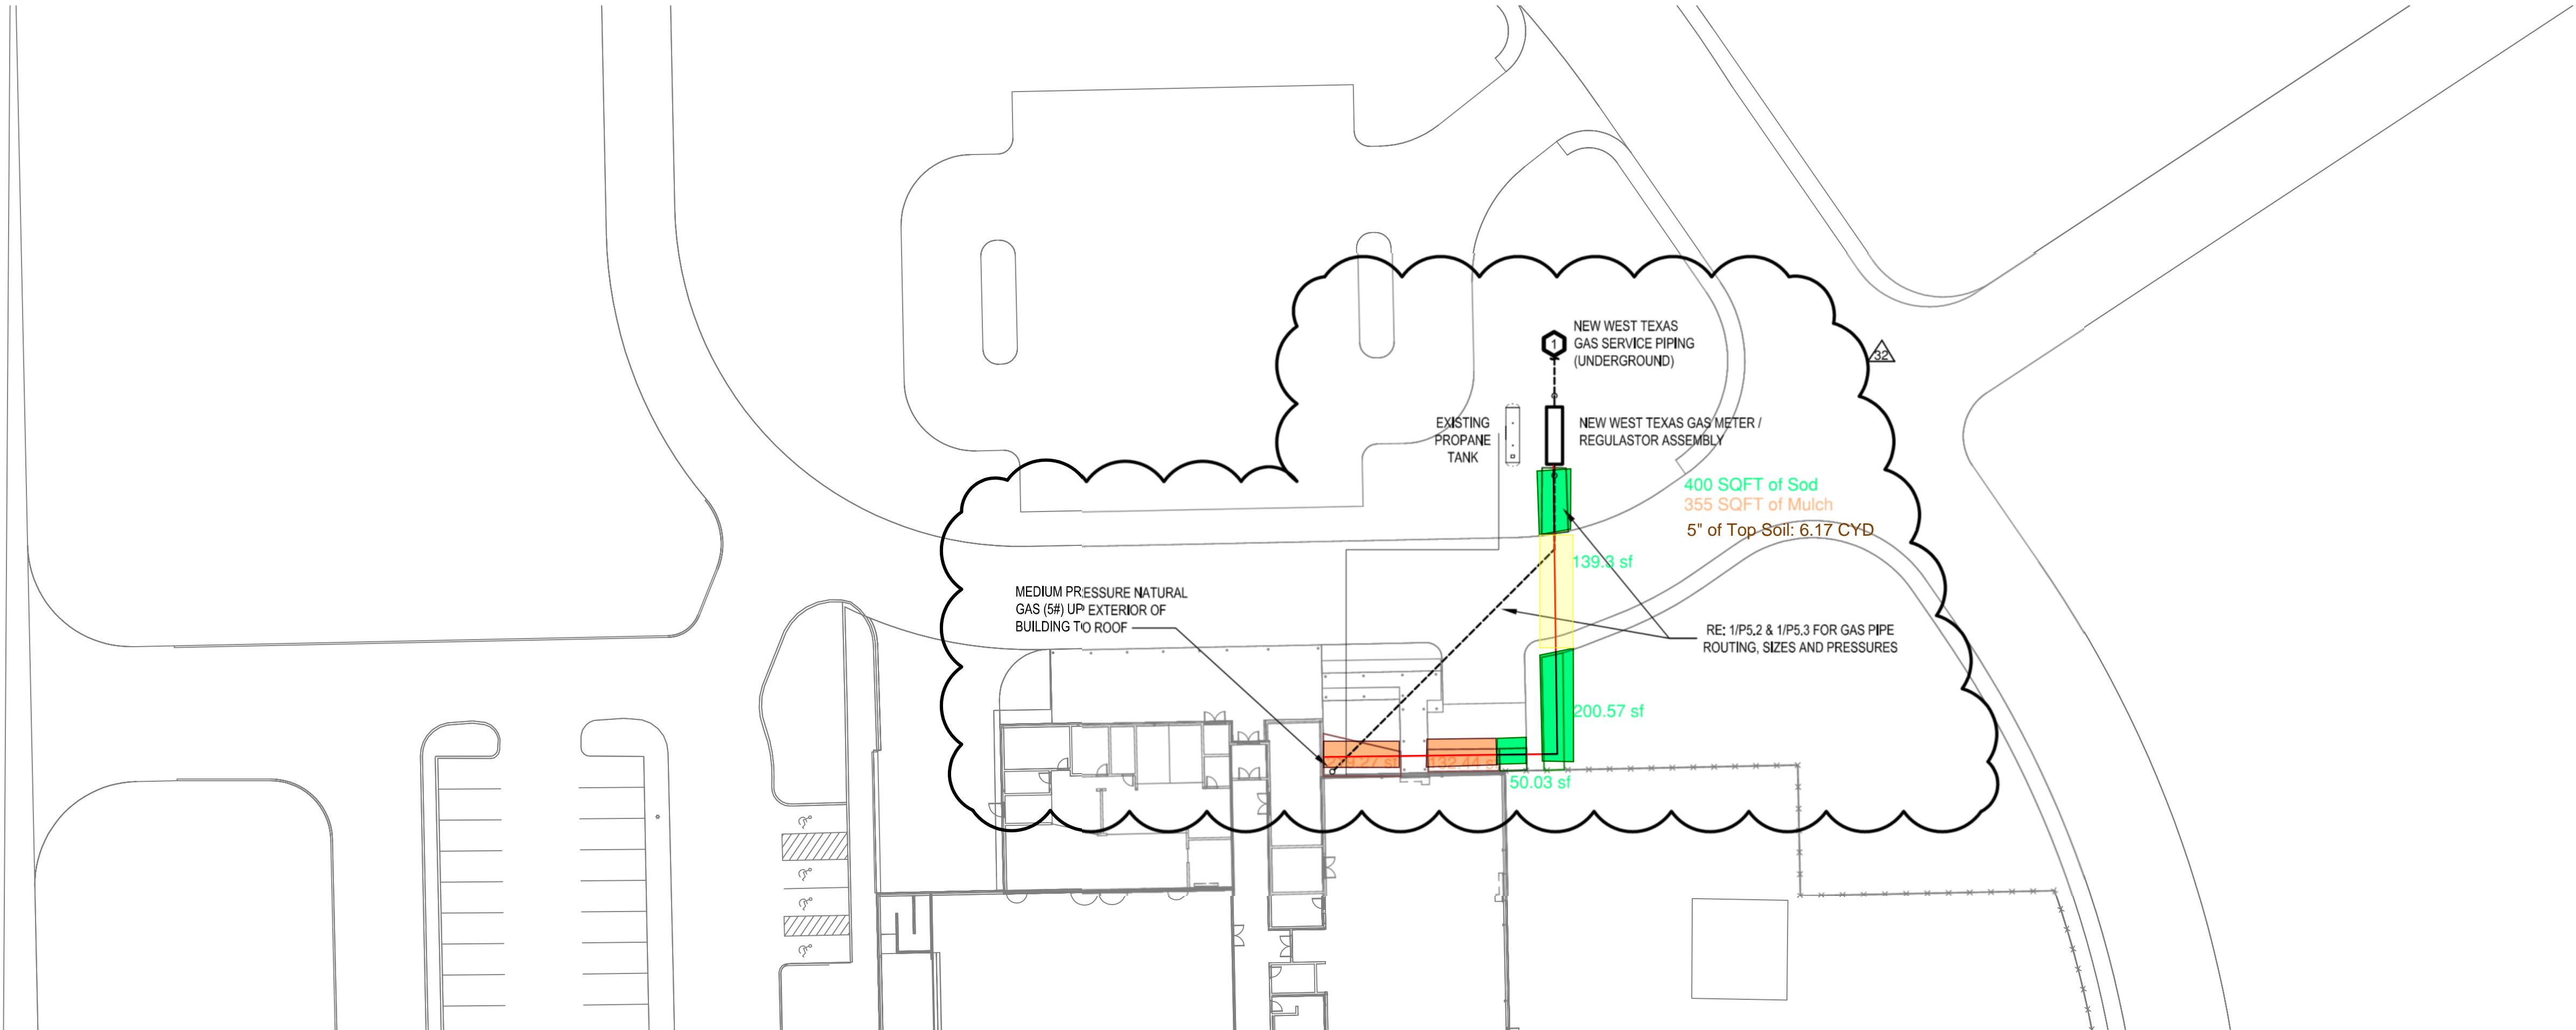 1
NEW WEST TEXAS
GAS SERVICE PIPING
(UNDERGROUND)
32
EXISTING
PROPANE
TANK
NEW WEST TEXAS GAS METER /
REGULASTOR ASSEMBLY
400 SQFT of Sod
355 SQFT of Mulch
5" of Top Soil: 6.17 CYD
139.3 sf
MEDIUM PRESSURE NATURAL
GAS (5#) UP EXTERIOR OF
BUILDING TO ROOF
RE: 1/P5.2 & 1/P5.3 FOR GAS PIPE
ROUTING, SIZES AND PRESSURES
200.57 sf
sf
132.44 s
50.03 sf